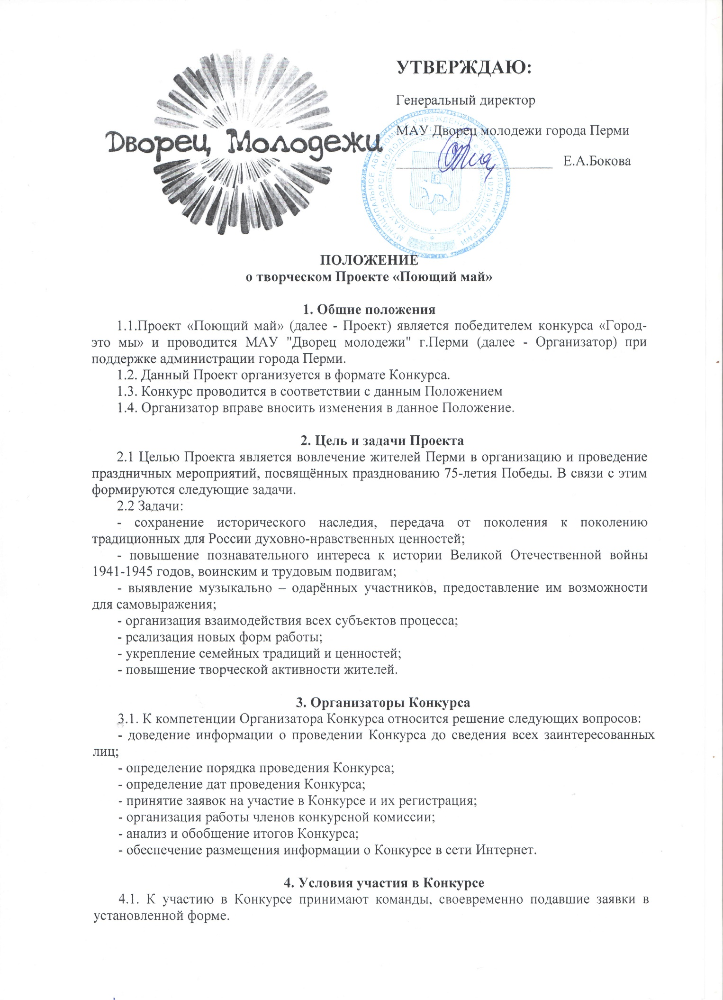 УТВЕРЖДАЮ:
Генеральный директор
МАУ Дворец молодежи города Перми
Е.А.Бокова
Дворец Молодежи
МУНИЦИПАЛЬНОЕ АВТОНОМНОЕ УЧРЕЖДЕНИЕ "ДВОРЕЦ МОЛОДЕЖИ" г. ПЕРМИ
(МАУ "ДВОРЕЦ МОЛОДЕЖИ"
1025900538718
ПОЛОЖЕНИЕ
о творческом Проекте «Поющий май»
1. Общие положения
1.1.Проект «Поющий май» (далее - Проект) является победителем конкурса «Город-
это мы» и проводится МАУ "Дворец молодежи" г.Перми (далее - Организатор) при
поддержке администрации города Перми.
1.2. Данный Проект организуется в формате Конкурса.
1.3. Конкурс проводится в соответствии с данным Положением
1.4. Организатор вправе вносить изменения в данное Положение.
2. Цель и задачи Проекта
2.1 Целью Проекта является вовлечение жителей Перми в организацию и проведение
праздничных мероприятий, посвящённых празднованию 75-летия Победы. В связи с этим
формируются следующие задачи.
2.2 Задачи:
- сохранение исторического наследия, передача от поколения к поколению
традиционных для России духовно-нравственных ценностей;
- повышение познавательного интереса к истории Великой Отечественной войны
1941-1945 годов, воинским и трудовым подвигам;
- выявление музыкально – одарённых участников, предоставление им возможности
для самовыражения;
- организация взаимодействия всех субъектов процесса;
- реализация новых форм работы;
- укрепление семейных традиций и ценностей;
- повышение творческой активности жителей.
3. Организаторы Конкурса
3.1. К компетенции Организатора Конкурса относится решение следующих вопросов:
- доведение информации о проведении Конкурса до сведения всех заинтересованных
лиц;
- определение порядка проведения Конкурса;
- определение дат проведения Конкурса;
- принятие заявок на участие в Конкурсе и их регистрация;
- организация работы членов конкурсной комиссии;
- анализ и обобщение итогов Конкурса;
- обеспечение размещения информации о Конкурсе в сети Интернет.
4. Условия участия в Конкурсе
4.1. К участию в Конкурсе принимают команды, своевременно подавшие заявки в
установленной форме.